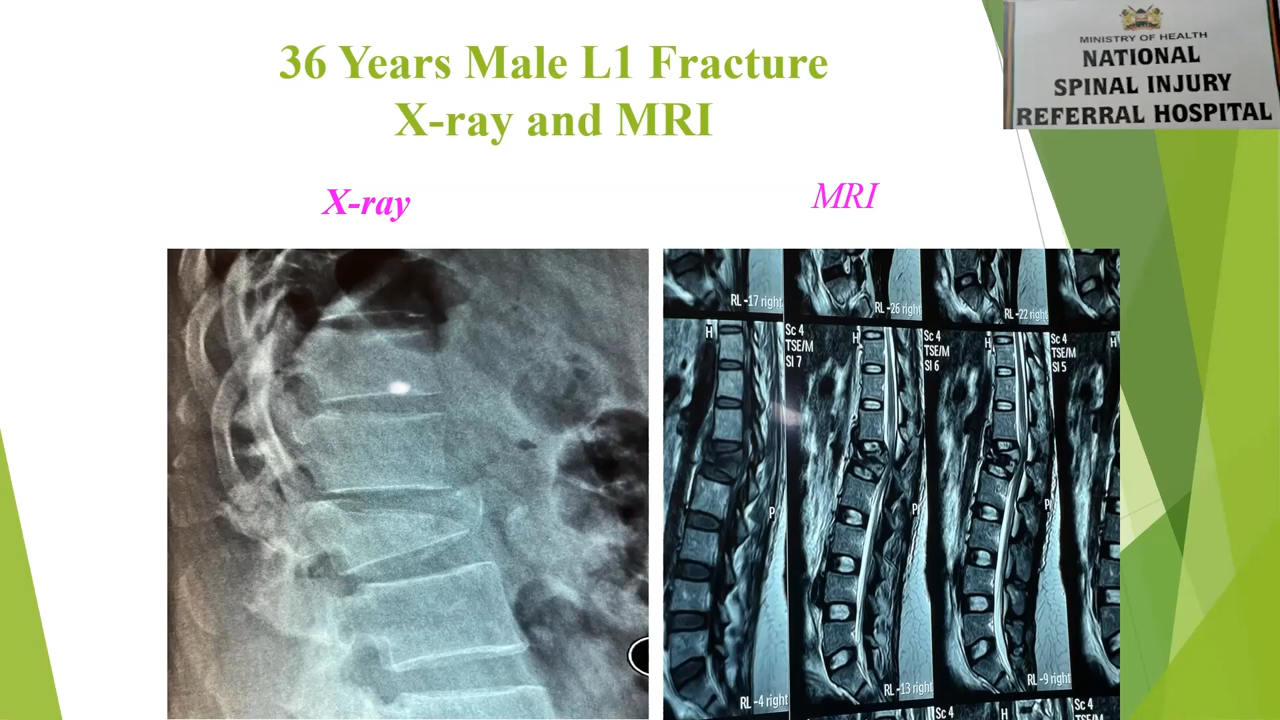 36 Years Male L1 Fracture
X-ray and MRI
MINISTRY OF HEALTH
NATIONAL
SPINAL INJURY
REFERRAL HOSPITAL
X-ray
MRI
RL -17 right
RL -26 right
RL -22 right
H
Sc 4
TSE/M
SI 7
H
Sc 4
TSE/M
SI 6
H
Sc 4
TSE/M
SI 5
H
P
P
P
RL -4 right
RL -13 right
RL -9 right
Sc 4
H
Sc 4